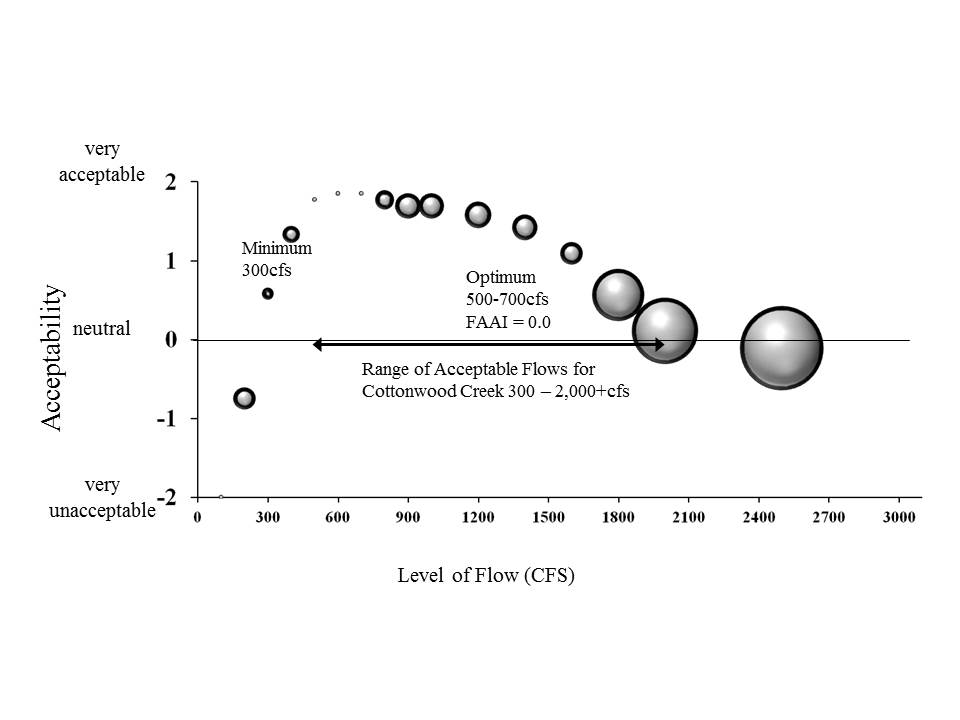 very
acceptable
2
Minimum
300cfs
1
Optimum
500-700cfs
FAAI = 0.0
neutral
0
Acceptability
Range of Acceptable Flows for
Cottonwood Creek 300 – 2,000+cfs
-1
very
unacceptable
-2
0 300 600 900 1200 1500 1800 2100 2400 2700 3000
Level of Flow (CFS)